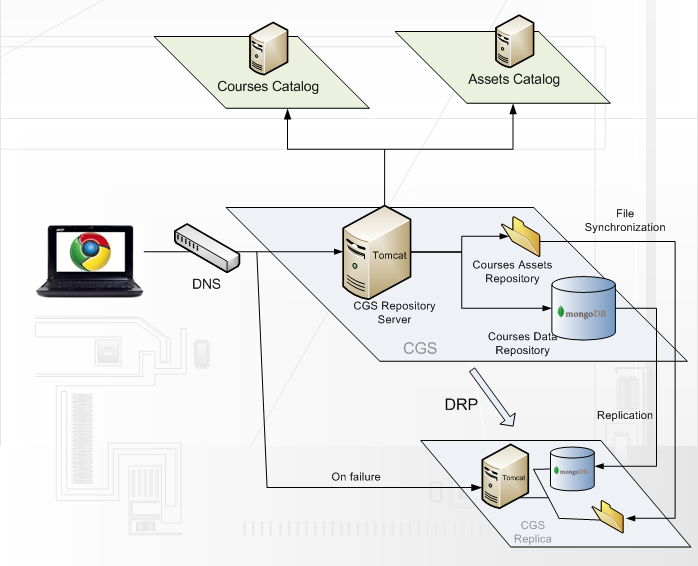 Courses Catalog
Assets Catalog
File
Synchronization
Tomcat
DNS
Courses Assets
Repository
CGS Repository
Server
mongoDB
Courses Data
Repository
CGS
DRP
Replication
On failure
Tomcat
mongoDB
CGS
Replica